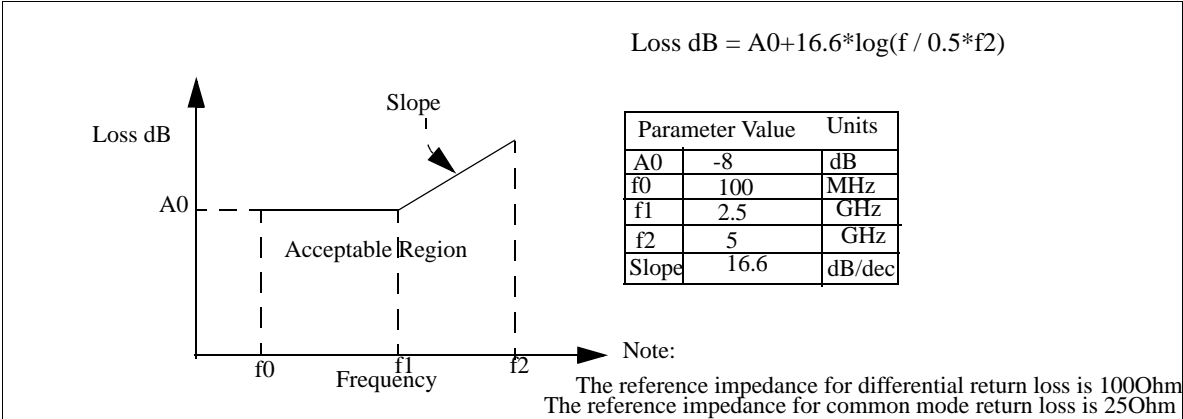 Loss dB = A0+16.6*log(f / 0.5*f2)
Slope
Loss dB
A0
Acceptable Region
f0
f1
f2
Frequency
Parameter Value Units
A0 -8 dB
f0 100 MHz
f1 2.5 GHz
f2 5 GHz
Slope 16.6 dB/dec
Note:
The reference impedance for differential return loss is 100Ohm
The reference impedance for common mode return loss is 25Ohm